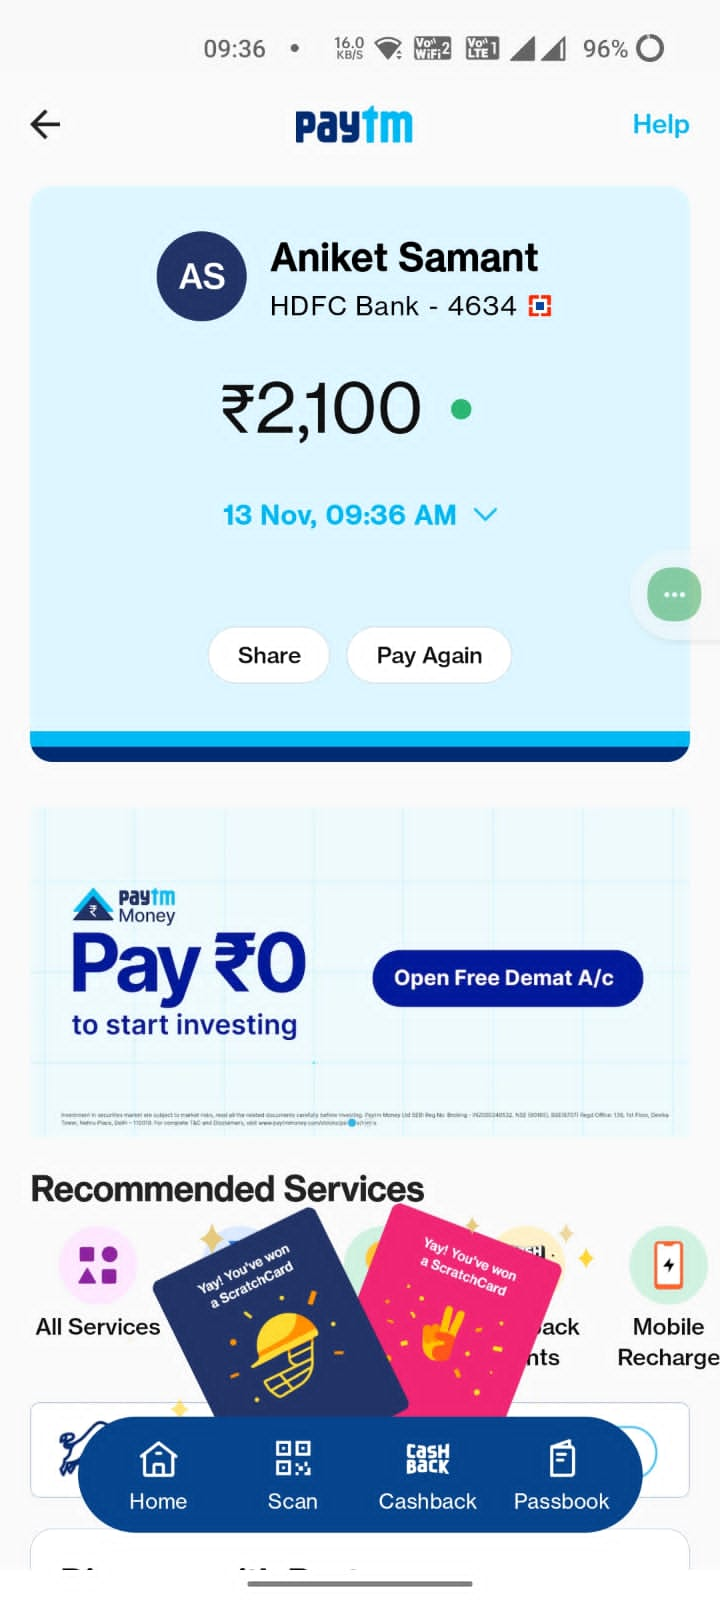 09:36 • 16.0 KB/S Vo WiFi 2 Vo LTE 1 96%
paytm Help
AS Aniket Samant
HDFC Bank - 4634
₹2,100
13 Nov, 09:36 AM
Share Pay Again
paytm
Money
Pay ₹0
to start investing
Open Free Demat A/c
Recommended Services
Yay! You've won
a ScratchCard
Yay! You've won
a ScratchCard
All Services
Mobile
Recharge
CASH
BACK
Home Scan Cashback Passbook